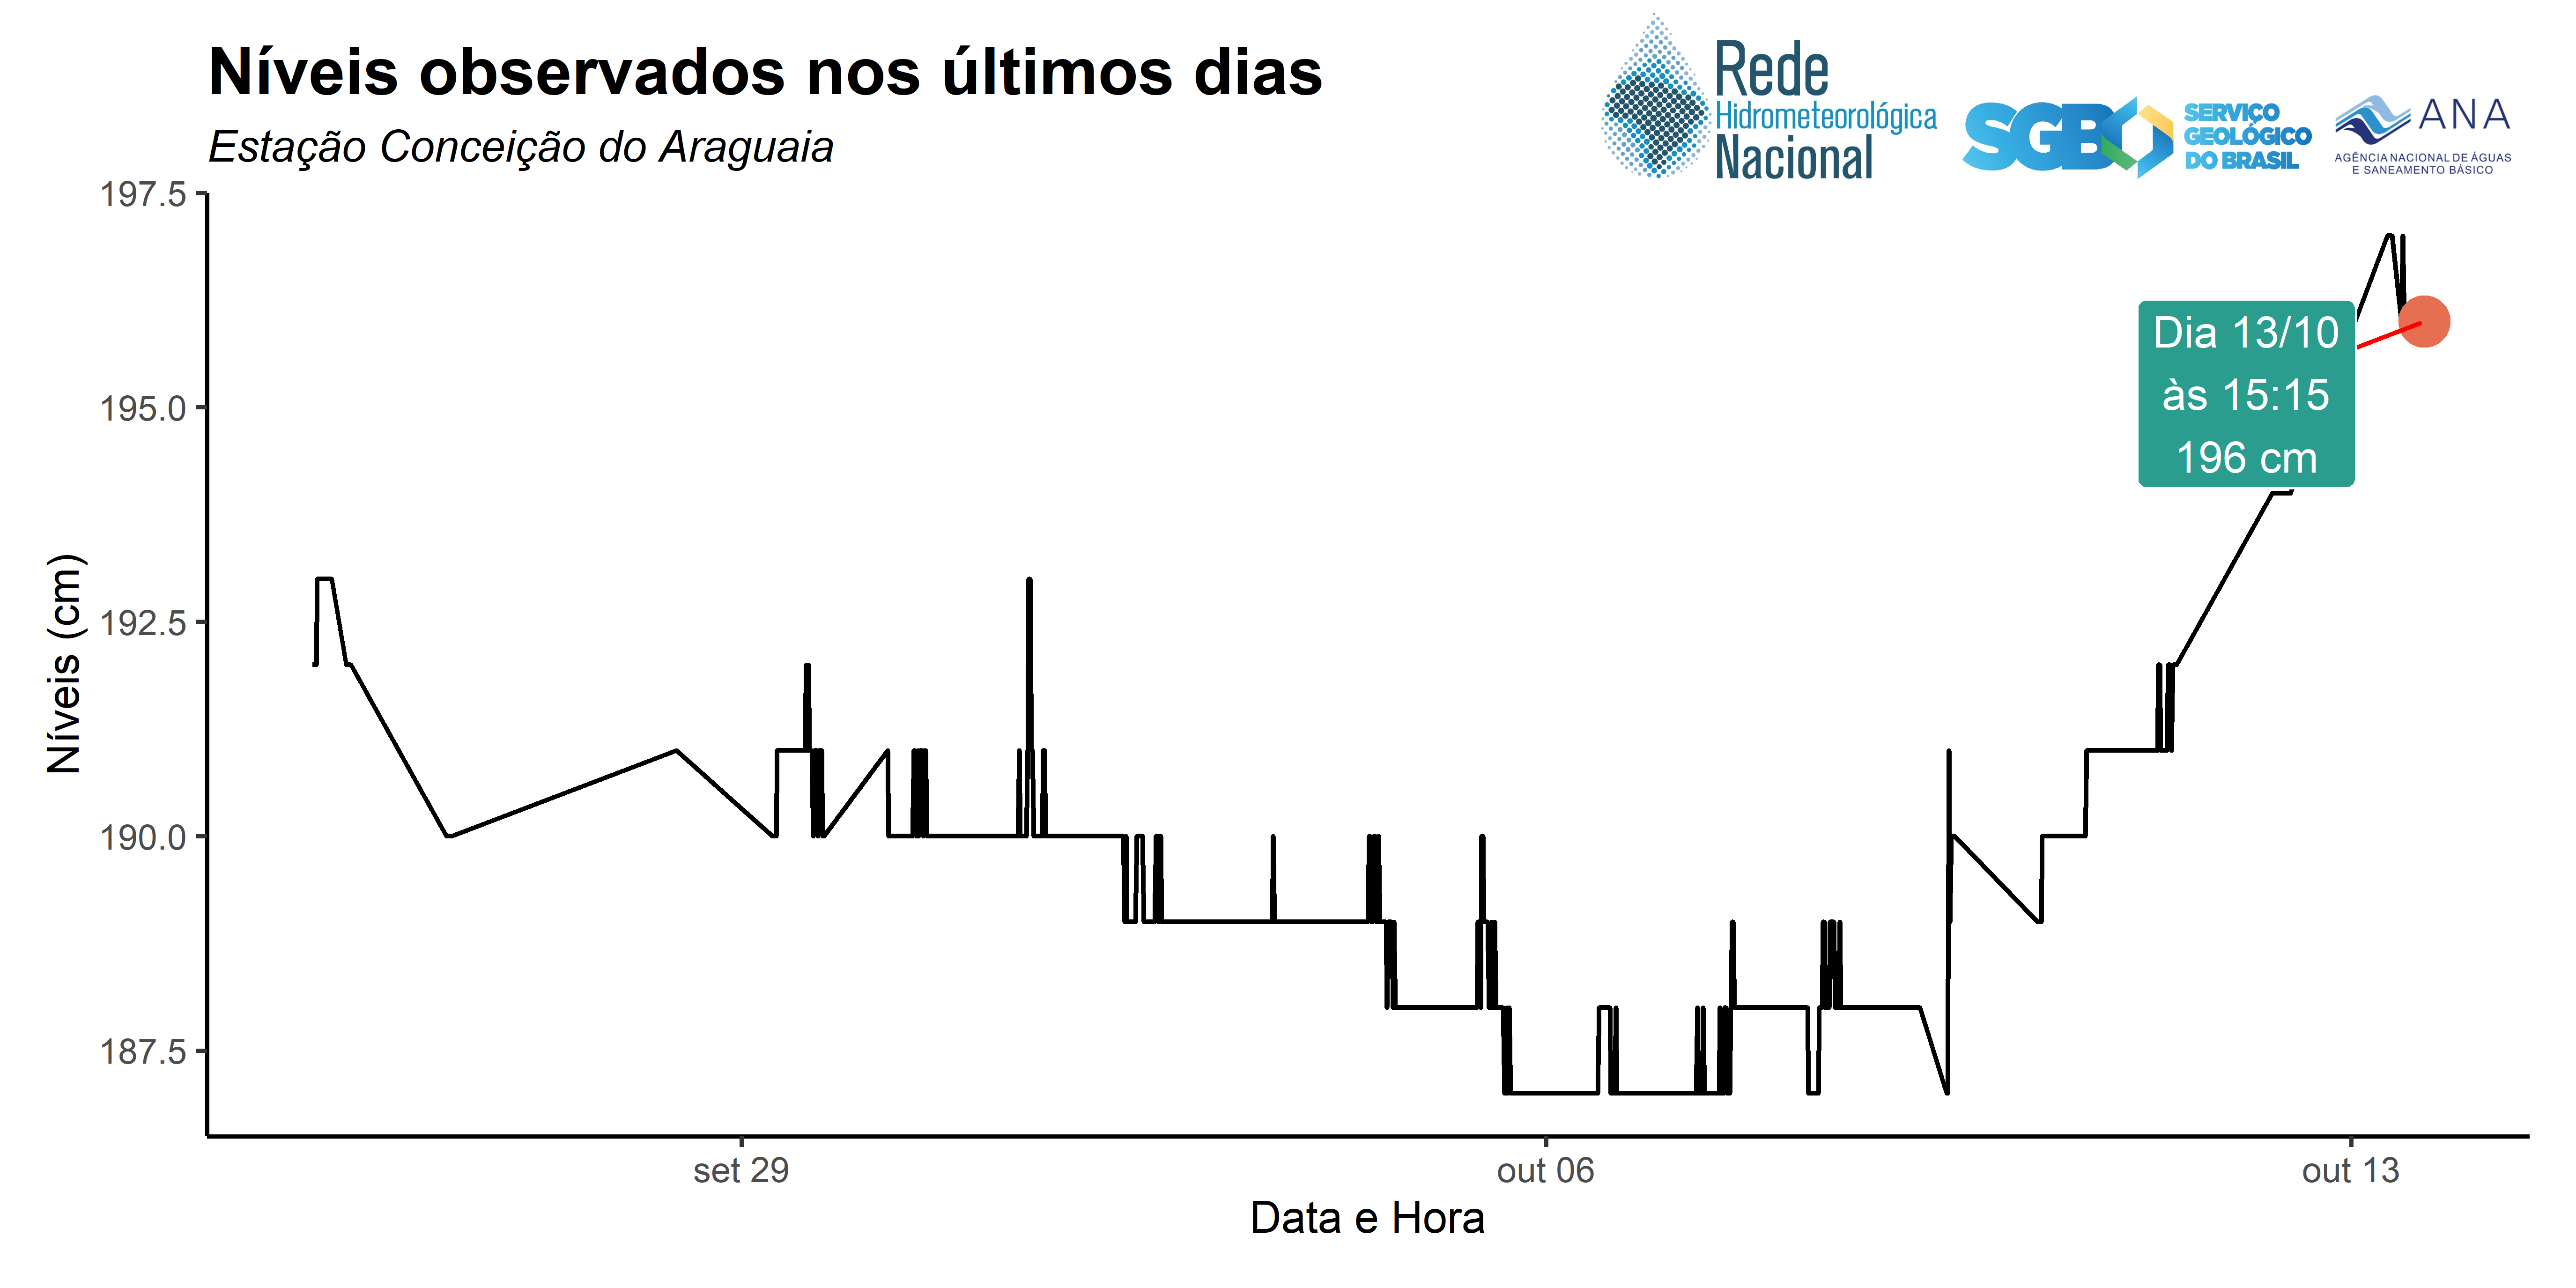 Níveis observados nos últimos dias
Estação Conceição do Araguaia
Rede
Hidrometeorológica
Nacional
SGB
SERVIÇO
GEOLÓGICO
DO BRASIL
ANA
AGÊNCIA NACIONAL DE ÁGUAS
E SANEAMENTO BÁSICO
197.5
195.0
192.5
190.0
187.5
Níveis (cm)
Dia 13/10
às 15:15
196 cm
set 29
out 06
out 13
Data e Hora